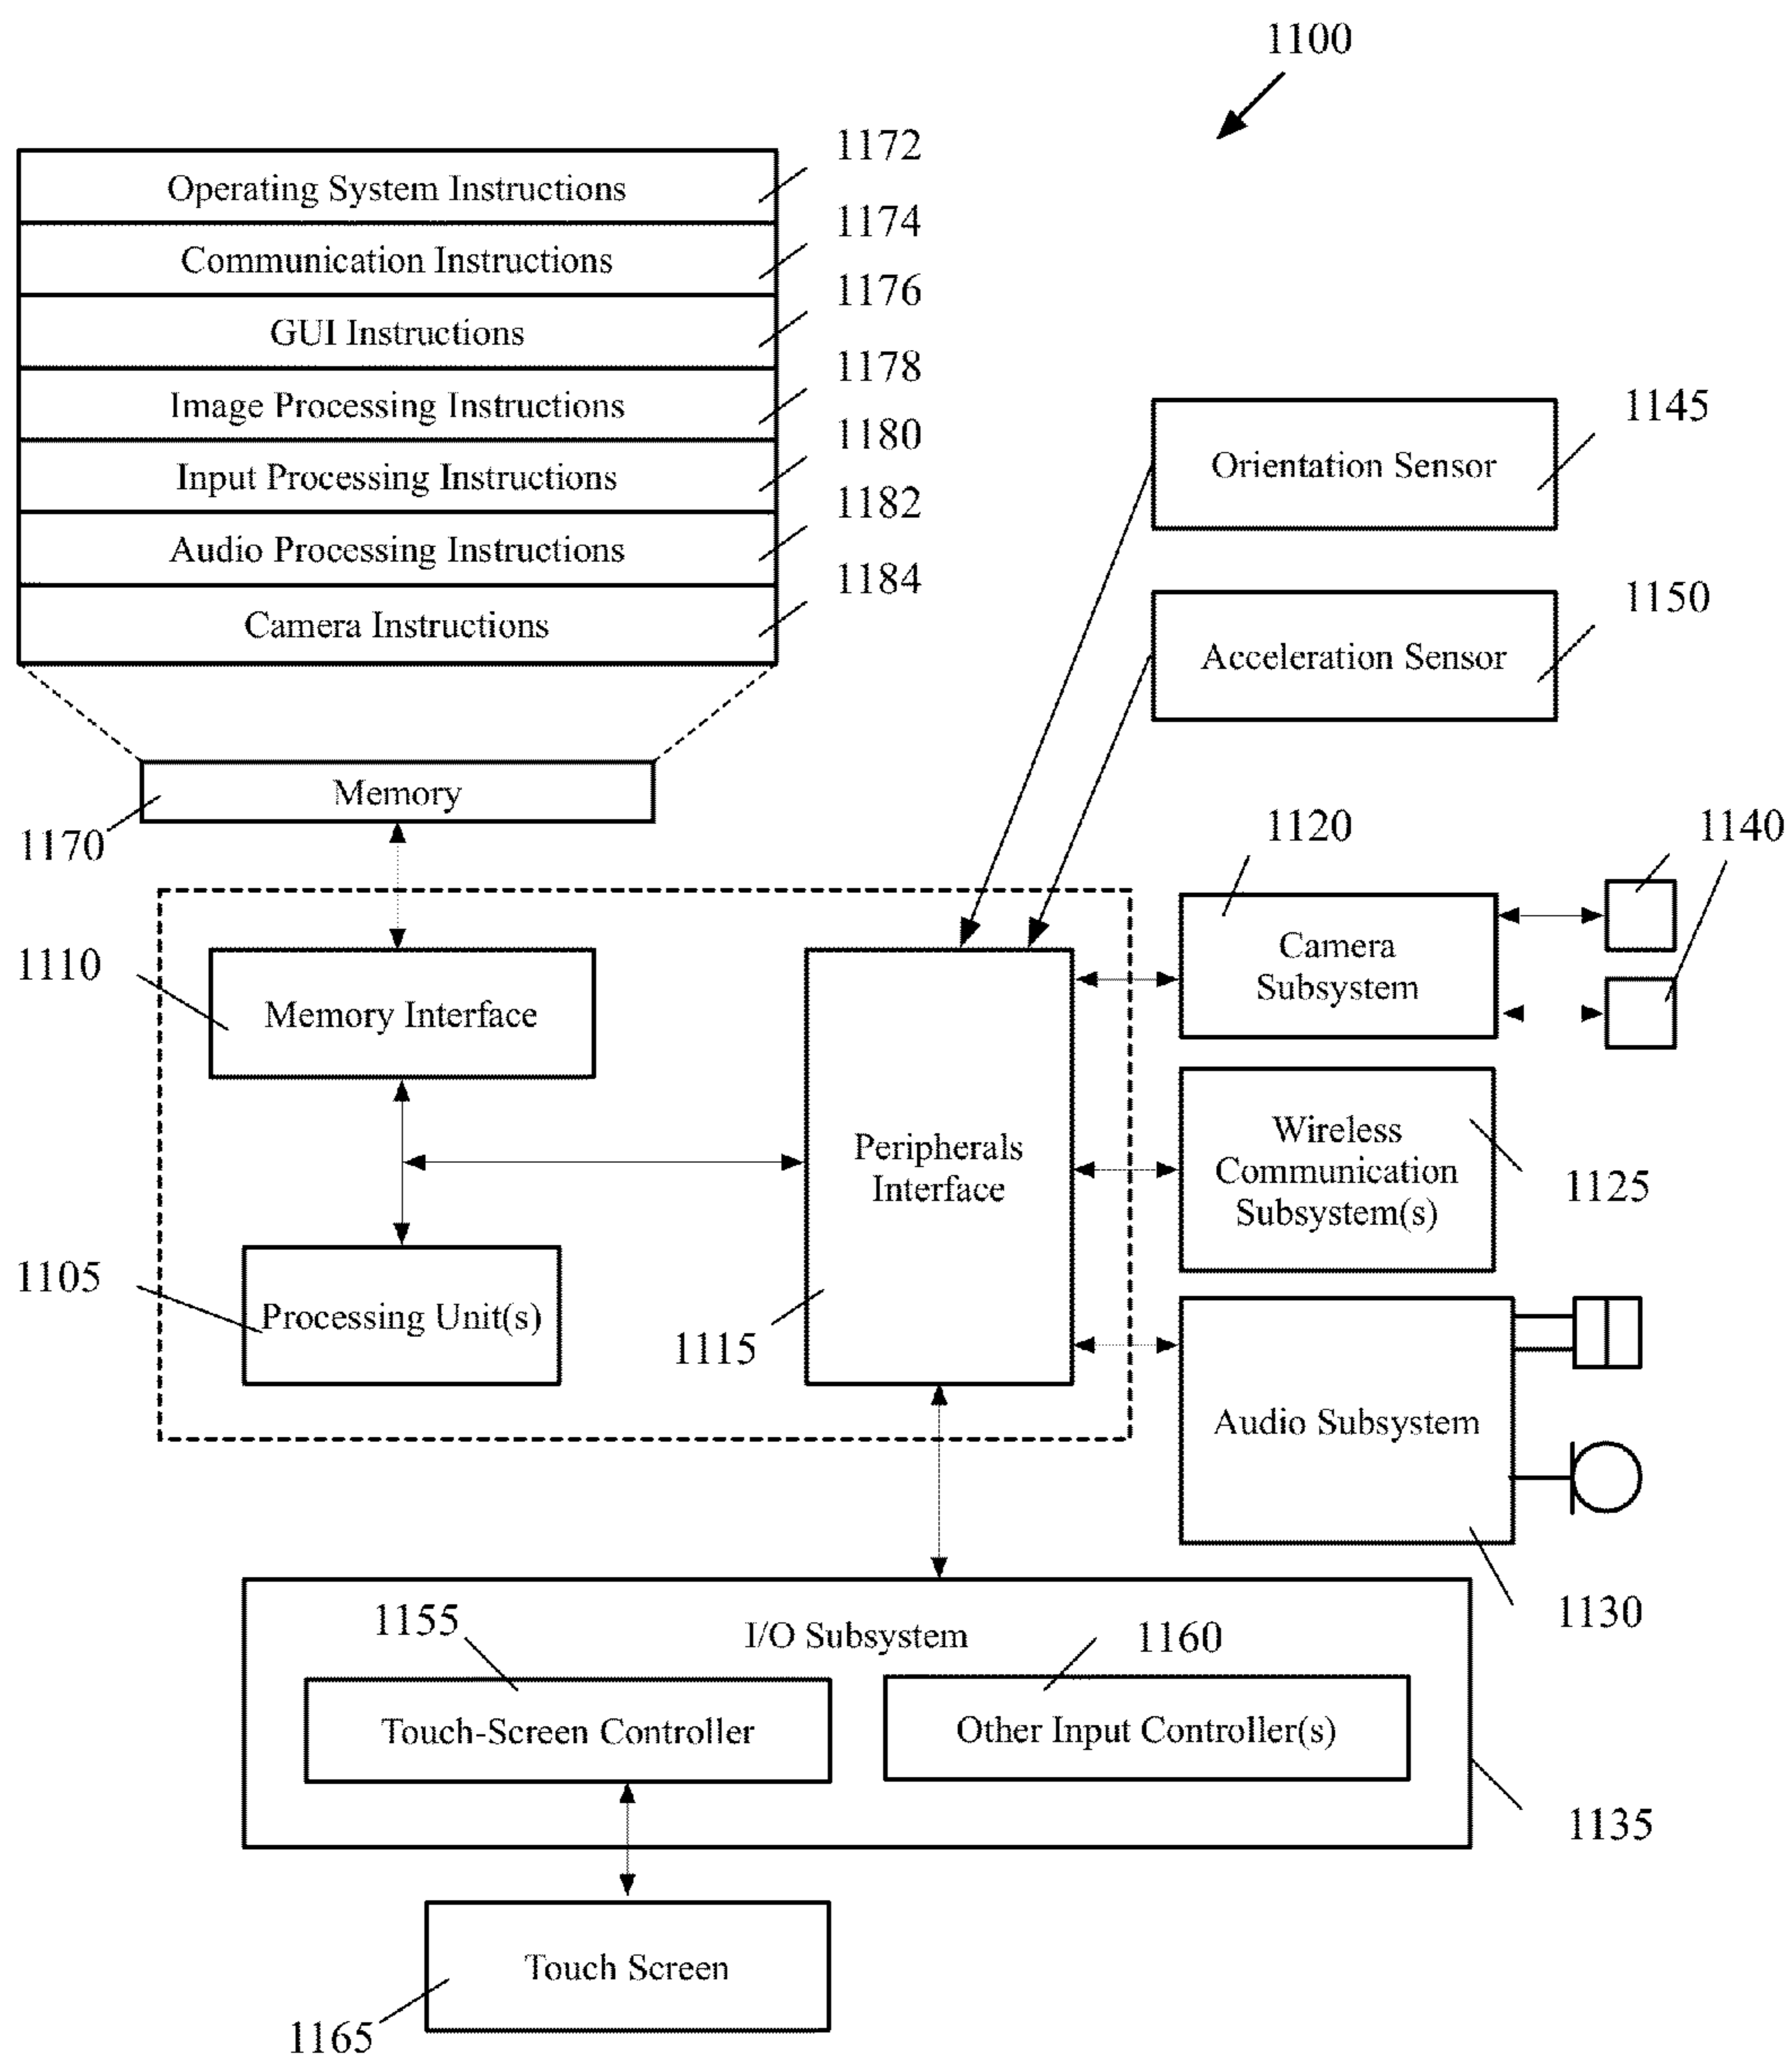 1100
1172
Operating System Instructions
1174
Communication Instructions
1176
GUI Instructions
1178
Image Processing Instructions
1180
Input Processing Instructions
1182
Audio Processing Instructions
1184
Camera Instructions
1145
Orientation Sensor
1150
Acceleration Sensor
Memory
1170
1120
1140
Camera
Subsystem
1110
Memory Interface
Peripherals
Interface
Wireless
Communication
Subsystem(s)
1125
1105
Processing Unit(s)
1115
Audio Subsystem
1130
1155
I/O Subsystem
1160
Touch-Screen Controller
Other Input Controller(s)
1135
Touch Screen
1165